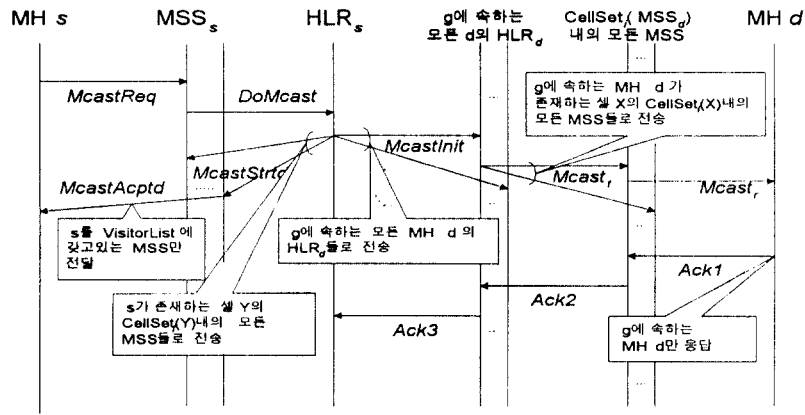 MH s
MSSs
HLRs
g에 속하는
모든 d의 HLRd
CellSeti(MSSd)
내의 모든 MSS
MH d
McastReq
DoMcast
g에 속하는 MH d 가
존재하는 셀 X의 CellSeti(X)내의
모든 MSS들로 전송
McastInit
McastStrtd
McastAcptd
Mcastf
Mcastr
s를 VisitorList 에
갖고있는 MSS만
전달
g에 속하는 모든 MH d 의
HLRd들로 전송
s가 존재하는 셀 Y의
CellSeti(Y)내의 모든
MSS들로 전송
Ack1
Ack2
Ack3
g에 속하는
MH d만 응답